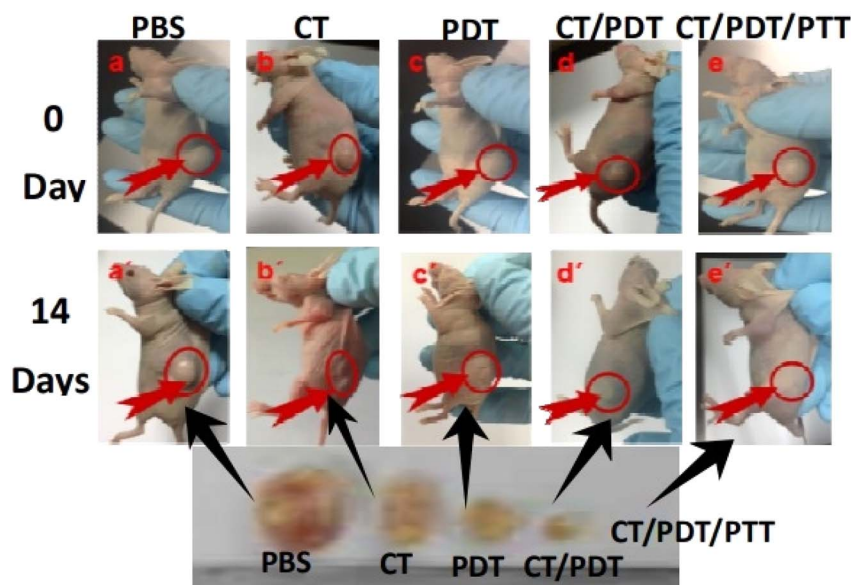 PBS CT PDT CT/PDT CT/PDT/PTT
a b c d e
0
Day
a´ b´ c´ d´ e´
14
Days
CT/PDT/PTT
PBS CT PDT CT/PDT